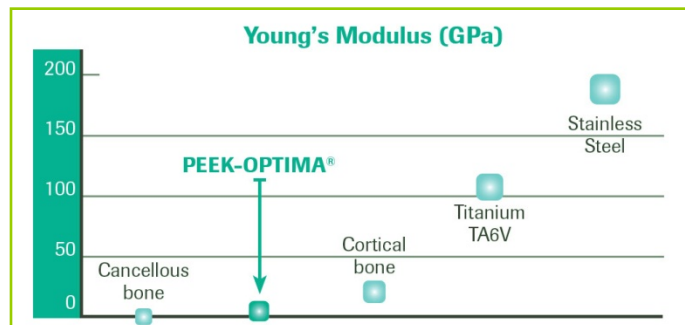 Young's Modulus (GPa)
200
150
100
50
0
Cancellous
bone
PEEK-OPTIMA®
Cortical
bone
Titanium
TA6V
Stainless
Steel